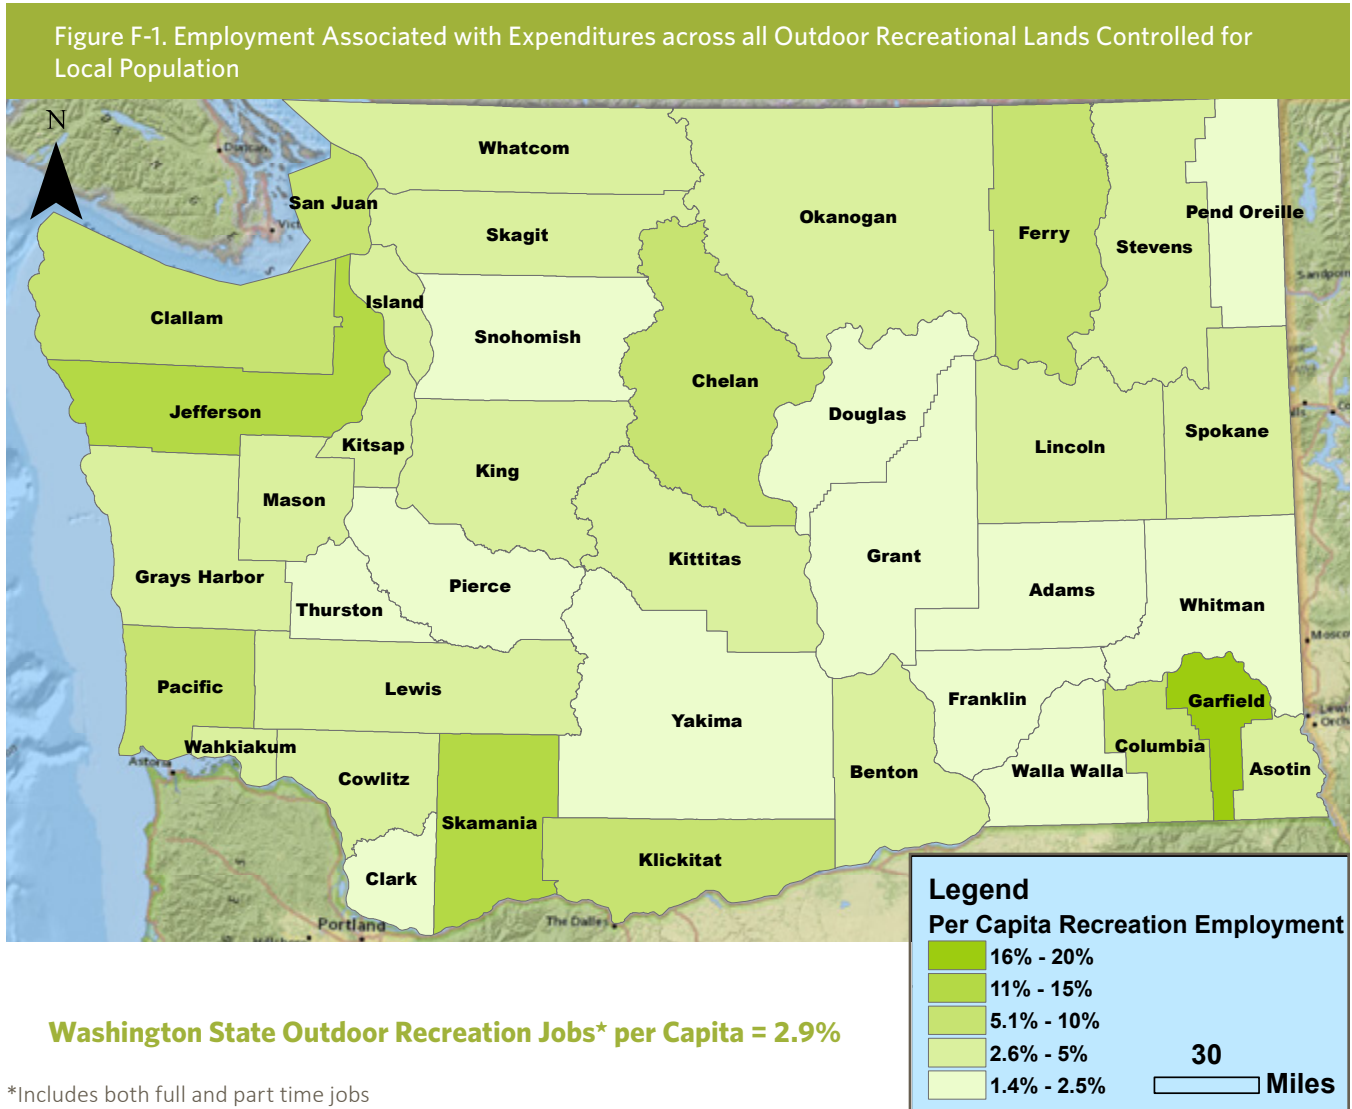 Figure F-1. Employment Associated with Expenditures across all Outdoor Recreational Lands Controlled for
Local Population
N
Whatcom
San Juan
Skagit
Okanogan
Ferry
Stevens
Pend Oreille
Clallam
Island
Snohomish
Chelan
Jefferson
Kitsap
King
Douglas
Lincoln
Spokane
Mason
Grays Harbor
Thurston
Pierce
Kittitas
Grant
Adams
Whitman
Pacific
Lewis
Yakima
Franklin
Garfield
Wahkiakum
Astoria
Cowlitz
Skamania
Benton
Walla Walla
Columbia
Asotin
Clark
Klickitat
Portland
The Dalles
Legend
Per Capita Recreation Employment
16% - 20%
11% - 15%
5.1% - 10%
2.6% - 5%
1.4% - 2.5%
30
Miles
Washington State Outdoor Recreation Jobs* per Capita = 2.9%
*Includes both full and part time jobs